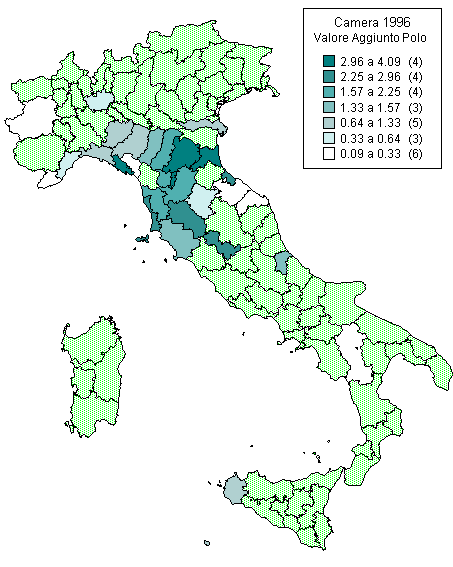 Camera 1996
Valore Aggiunto Polo
2.96 a 4.09 (4)
2.25 a 2.96 (4)
1.57 a 2.25 (4)
1.33 a 1.57 (3)
0.64 a 1.33 (5)
0.33 a 0.64 (3)
0.09 a 0.33 (6)